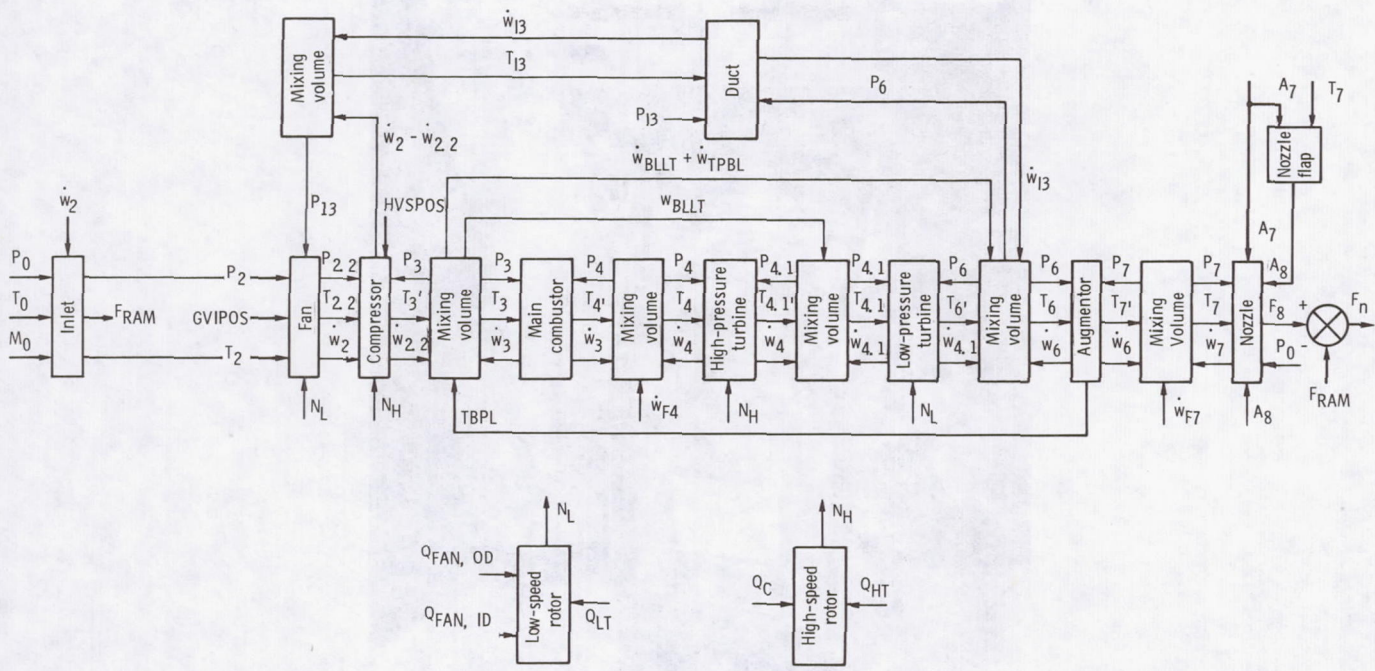 ẇ13
T13
Mixing volume
Duct
P6
P13
A7
T7
Nozzle flap
ẇ2 - ẇ2.2
ẇBLLT + ẇTPBL
ẇ13
ẇ2
P13
HVSPOS
wBLLT
A7
A8
P0
T0
M0
Inlet
P2
FRAM
GVIPOS
T2
Fan
P2.2
T2.2
ẇ2
Compressor
P3
T3'
ẇ2.2
Mixing volume
P3
T3
ẇ3
Main combustor
P4
T4'
ẇ3
Mixing volume
P4
T4
ẇ4
High-pressure turbine
P4.1
T4.1'
ẇ4
Mixing volume
P4.1
T4.1
ẇ4.1
Low-pressure turbine
P6
T6'
ẇ4.1
Mixing volume
P6
T6
ẇ6
Augmentor
P7
T7'
ẇ6
Mixing Volume
P7
T7
ẇ7
Nozzle
F8
P0
+
-
Fn
FRAM
NL
NH
TBPL
ẇF4
NH
NL
ẇF7
A8
NL
QFAN, OD
QFAN, ID
Low-speed rotor
QLT
NH
QC
High-speed rotor
QHT